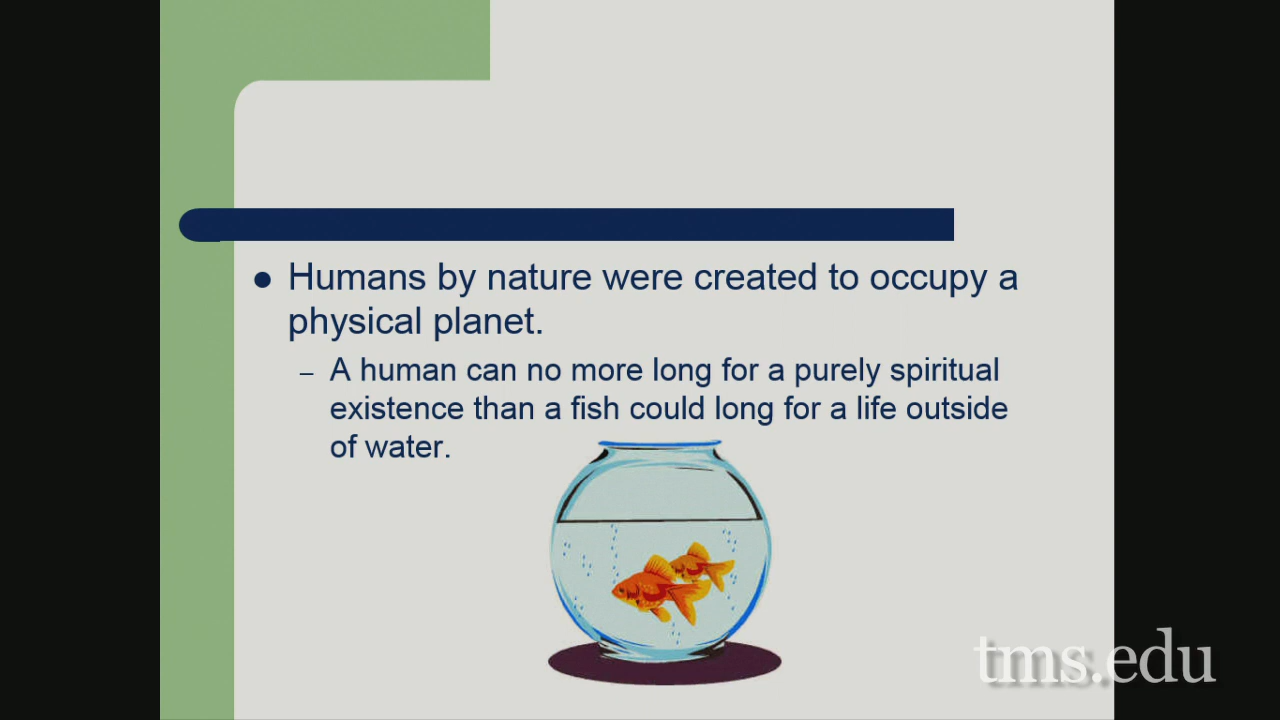 ● Humans by nature were created to occupy a
physical planet.
– A human can no more long for a purely spiritual
existence than a fish could long for a life outside
of water.
tms.edu